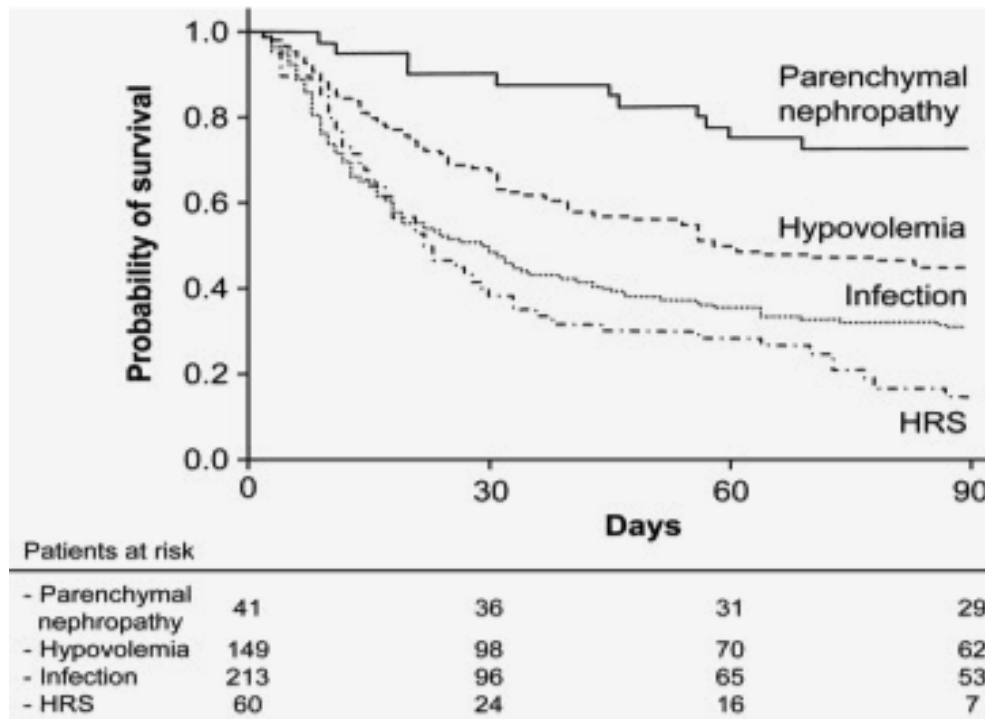 1.0
0.8
0.6
0.4
0.2
0.0
Probability of survival
Parenchymal
nephropathy
Hypovolemia
Infection
HRS
0 30 60 90
Days
Patients at risk
- Parenchymal
nephropathy 41 36 31 29
- Hypovolemia 149 98 70 62
- Infection 213 96 65 53
- HRS 60 24 16 7